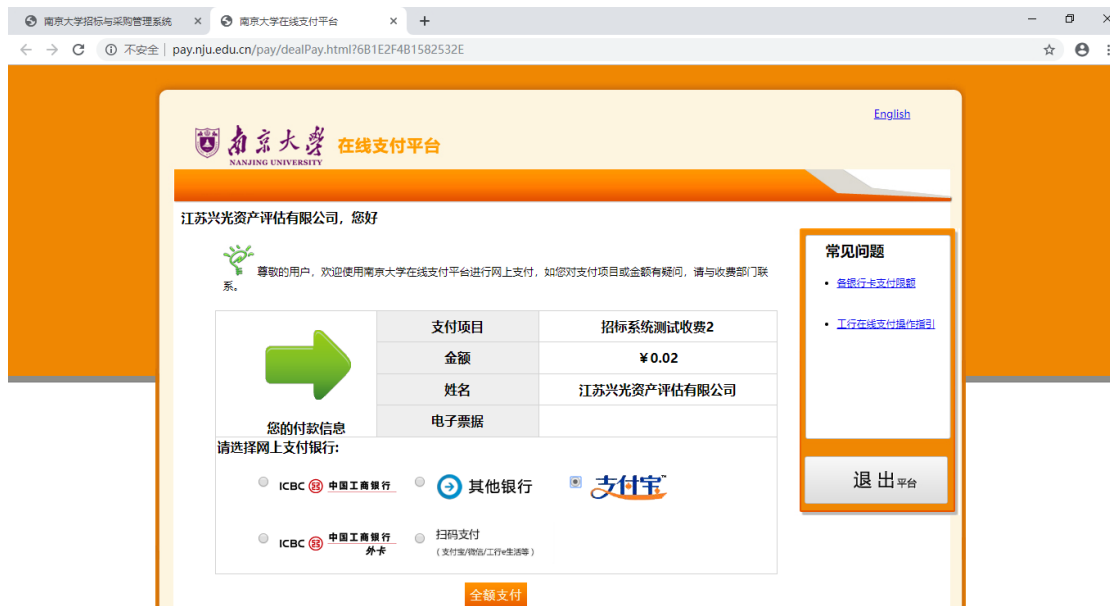 南京大学招标与采购管理系统
南京大学在线支付平台
不安全 | pay.nju.edu.cn/pay/dealPay.html?6B1E2F4B1582532E
English
南京大学 在线支付平台
NANJING UNIVERSITY
江苏兴光资产评估有限公司，您好
尊敬的用户，欢迎使用南京大学在线支付平台进行网上支付，如您对支付项目或金额有疑问，请与收费部门联
系。
常见问题
各银行卡支付限额
工行在线支付操作指引
退出平台
您的付款信息
支付项目 招标系统测试收费2
金额 ￥0.02
姓名 江苏兴光资产评估有限公司
电子票据
请选择网上支付银行:
ICBC 中国工商银行
其他银行
支付宝
ICBC 中国工商银行
外卡
扫码支付
（支付宝/微信/工行e生活等）
全额支付